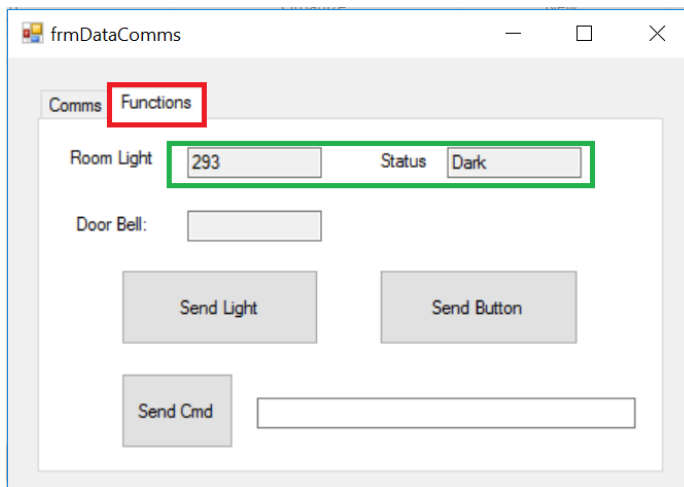 frmDataComms
Comms Functions
Room Light 293 Status Dark
Door Bell:
Send Light Send Button
Send Cmd